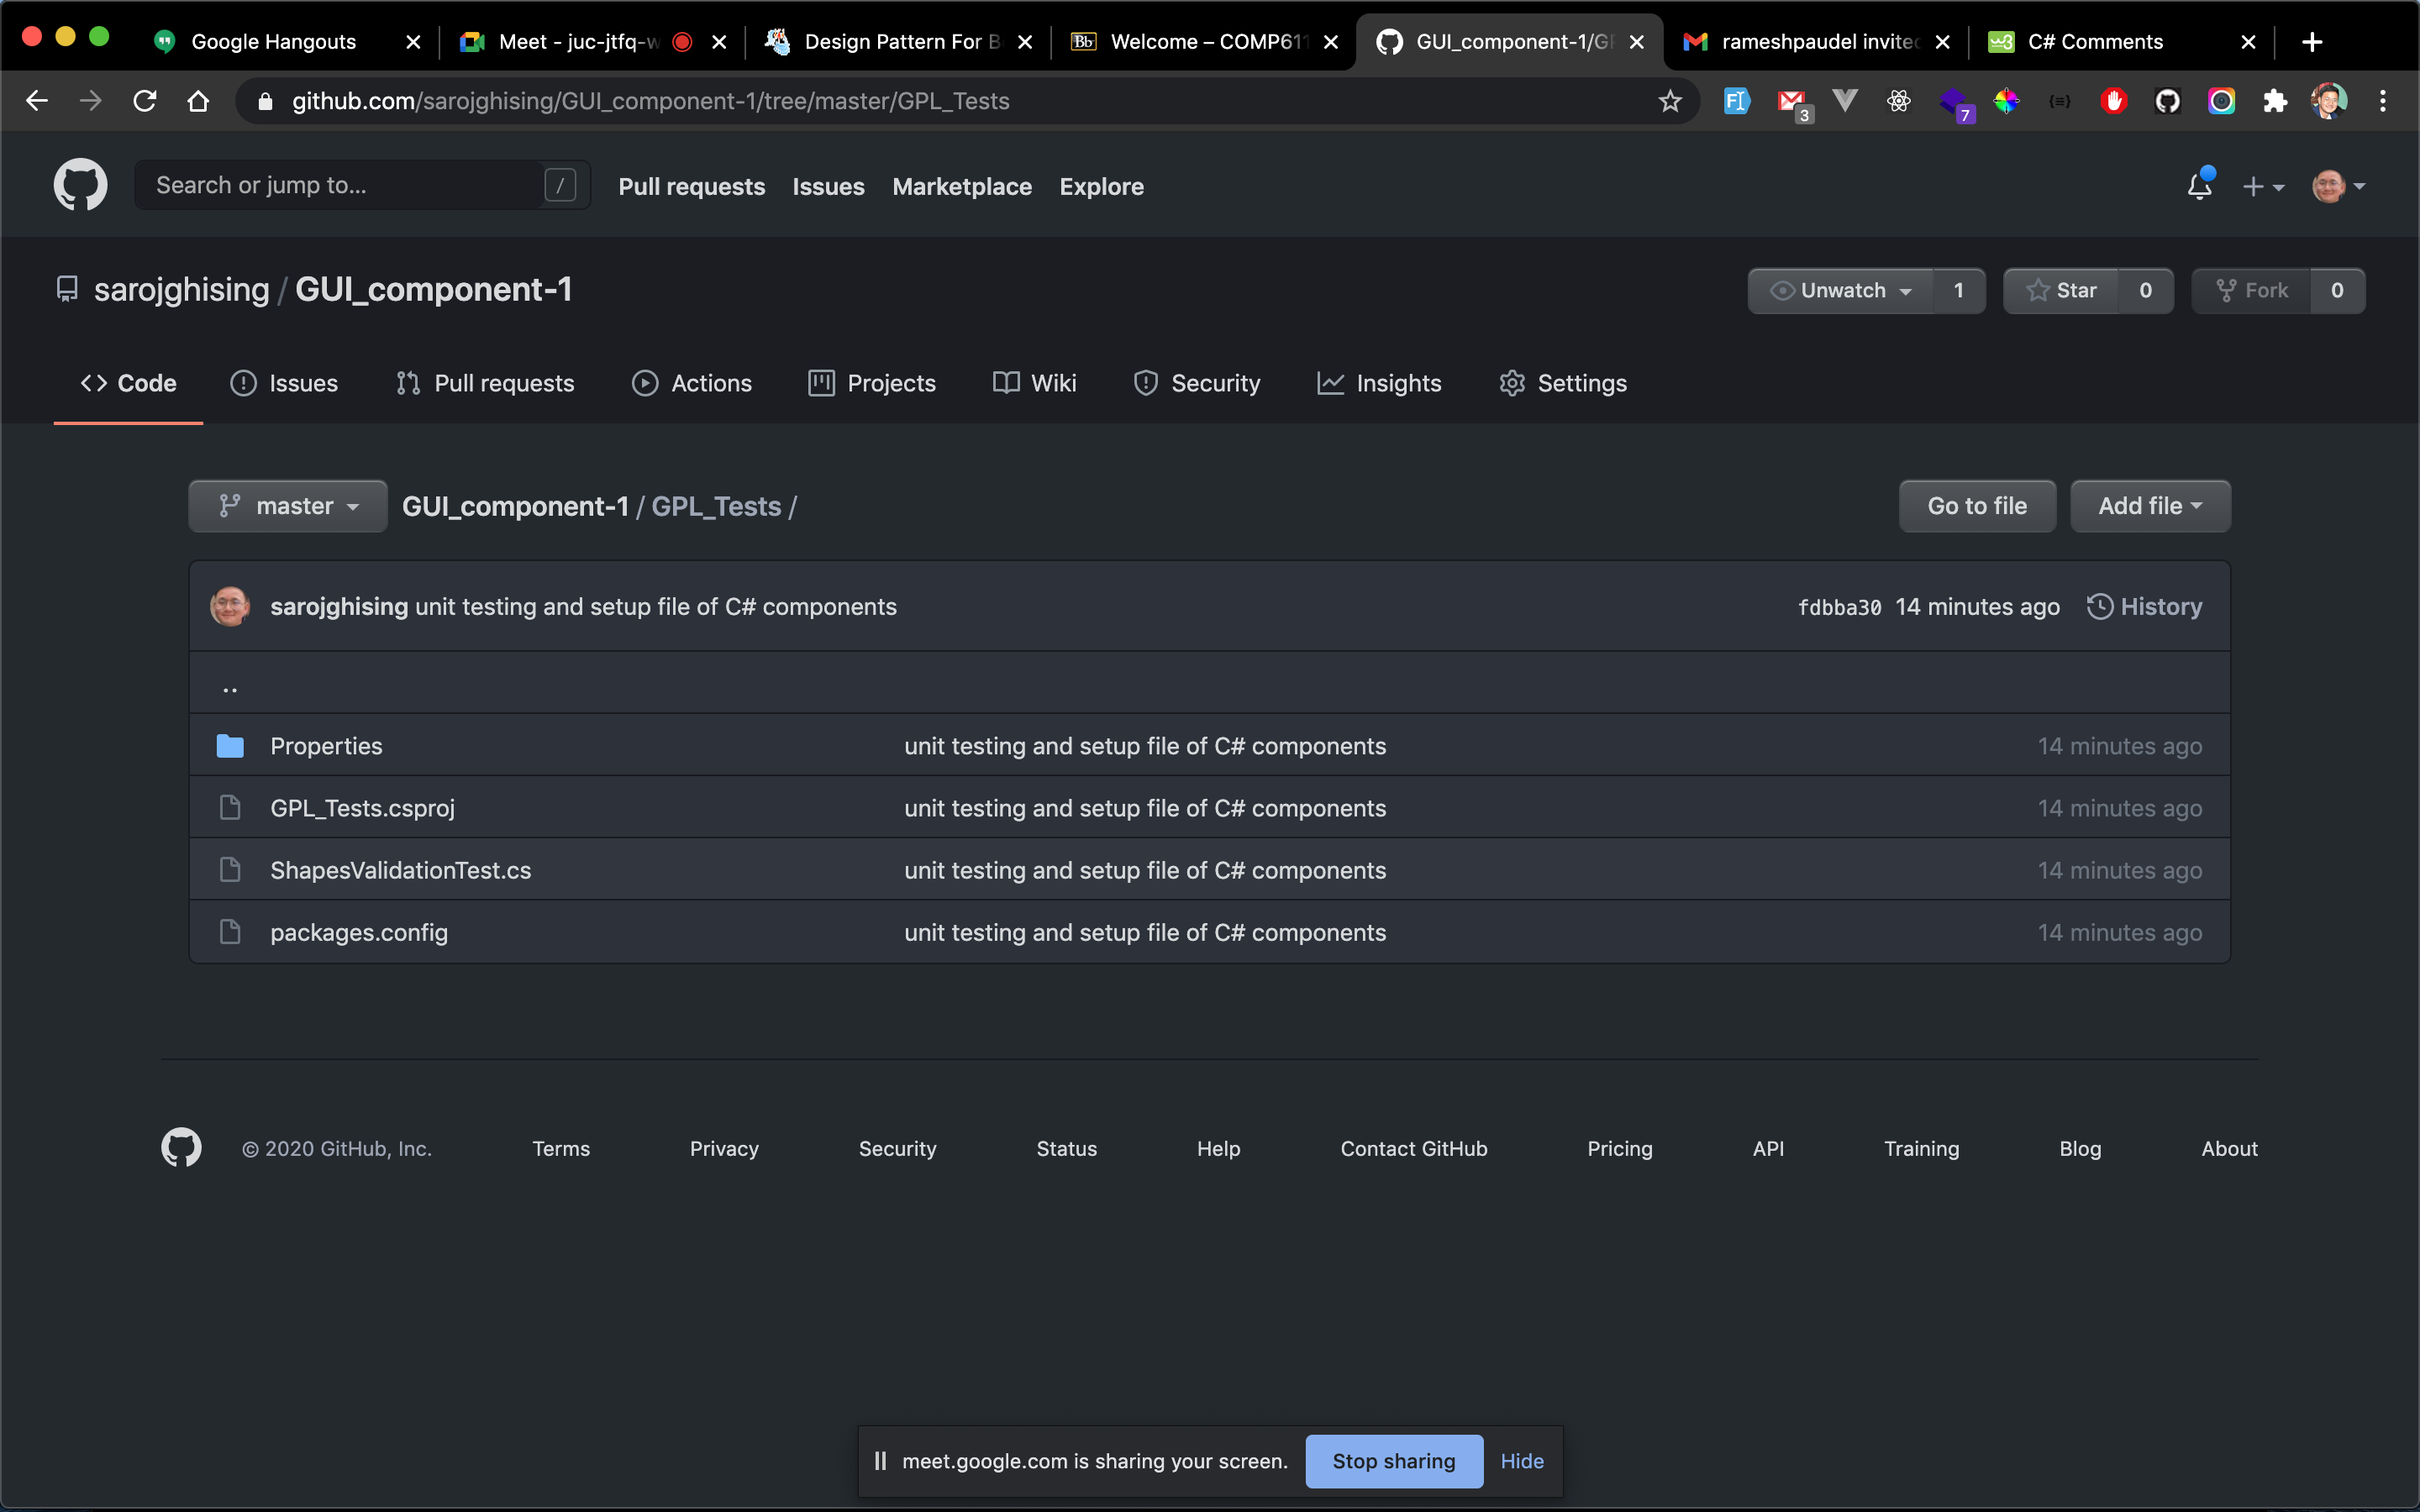 Google Hangouts
Meet - juc-jtfq-w
Design Pattern For B
Bb Welcome – COMP611
GUI_component-1/G
rameshpaudel invited
w3 C# Comments
github.com/sarojghising/GUI_component-1/tree/master/GPL_Tests
3
7
Search or jump to... /
Pull requests Issues Marketplace Explore
sarojghising / GUI_component-1
Unwatch 1
Star 0
Fork 0
Code Issues Pull requests Actions Projects Wiki Security Insights Settings
master GUI_component-1 / GPL_Tests /
Go to file Add file
sarojghising unit testing and setup file of C# components fdbba30 14 minutes ago History
..
Properties unit testing and setup file of C# components 14 minutes ago
GPL_Tests.csproj unit testing and setup file of C# components 14 minutes ago
ShapesValidationTest.cs unit testing and setup file of C# components 14 minutes ago
packages.config unit testing and setup file of C# components 14 minutes ago
© 2020 GitHub, Inc. Terms Privacy Security Status Help Contact GitHub Pricing API Training Blog About
meet.google.com is sharing your screen. Stop sharing Hide